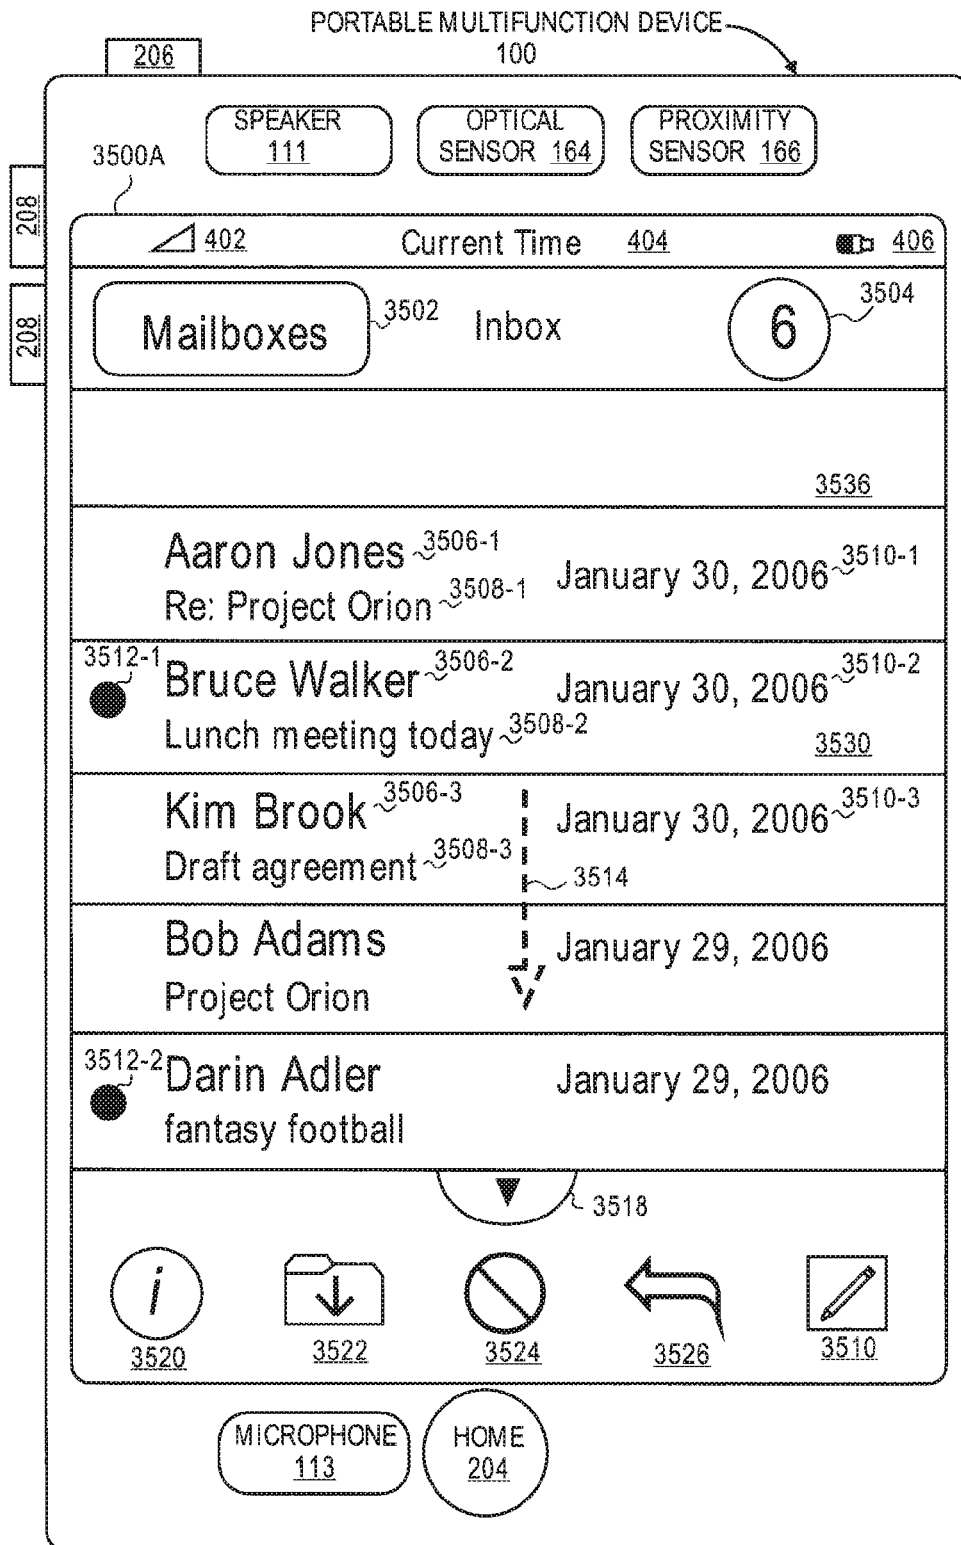 PORTABLE MULTIFUNCTION DEVICE
100
206
SPEAKER
111
OPTICAL
SENSOR 164
PROXIMITY
SENSOR 166
3500A
208
208
402
Current Time 404
406
Mailboxes
3502
Inbox
6
3504
3536
Aaron Jones 3506-1
January 30, 2006 3510-1
Re: Project Orion 3508-1
3512-1
Bruce Walker 3506-2
January 30, 2006 3510-2
Lunch meeting today 3508-2
3530
Kim Brook 3506-3
January 30, 2006 3510-3
Draft agreement 3508-3
3514
Bob Adams
January 29, 2006
Project Orion
3512-2
Darin Adler
January 29, 2006
fantasy football
3518
i
3520
3522
3524
3526
3510
MICROPHONE
113
HOME
204